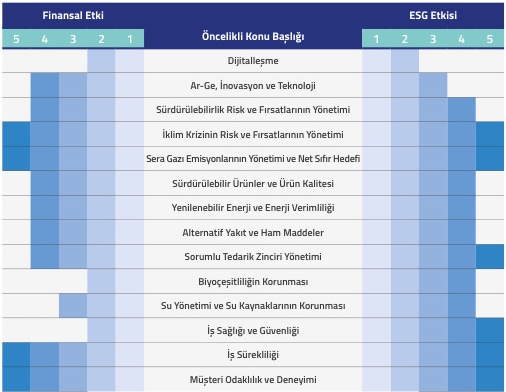 Finansal Etki
Öncelikli Konu Başlığı
ESG Etkisi
5 4 3 2 1
1 2 3 4 5
Dijitalleşme
Ar-Ge, İnovasyon ve Teknoloji
Sürdürülebilirlik Risk ve Fırsatlarının Yönetimi
İklim Krizinin Risk ve Fırsatlarının Yönetimi
Sera Gazı Emisyonlarının Yönetimi ve Net Sıfır Hedefi
Sürdürülebilir Ürünler ve Ürün Kalitesi
Yenilenebilir Enerji ve Enerji Verimliliği
Alternatif Yakıt ve Ham Maddeler
Sorumlu Tedarik Zinciri Yönetimi
Biyoçeşitliliğin Korunması
Su Yönetimi ve Su Kaynaklarının Korunması
İş Sağlığı ve Güvenliği
İş Sürekliliği
Müşteri Odaklılık ve Deneyimi